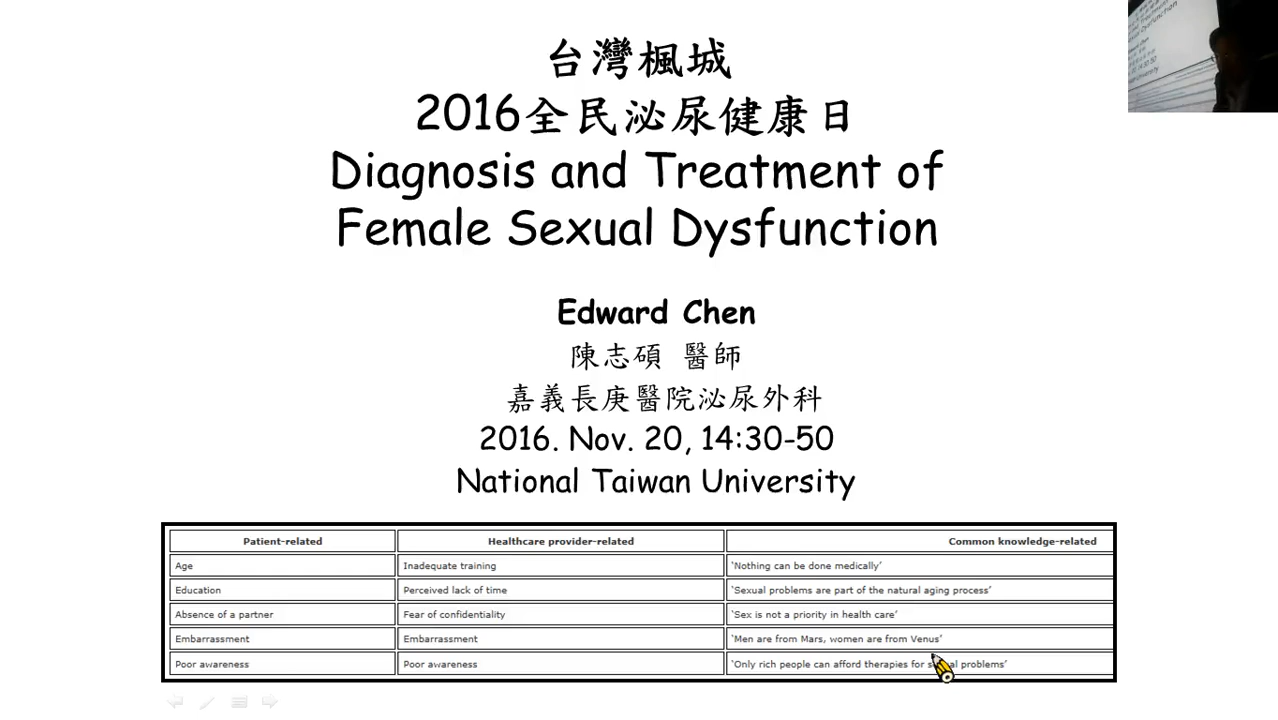 台灣楓城
2016全民泌尿健康日
Diagnosis and Treatment of
Female Sexual Dysfunction
Edward Chen
陳志碩 醫師
嘉義長庚醫院泌尿外科
2016. Nov. 20, 14:30-50
National Taiwan University
Patient-related Healthcare provider-related Common knowledge-related
Age Inadequate training ‘Nothing can be done medically’
Education Perceived lack of time ‘Sexual problems are part of the natural aging process’
Absence of a partner Fear of confidentiality ‘Sex is not a priority in health care’
Embarrassment Embarrassment ‘Men are from Mars, women are from Venus’
Poor awareness Poor awareness ‘Only rich people can afford therapies for sexual problems’